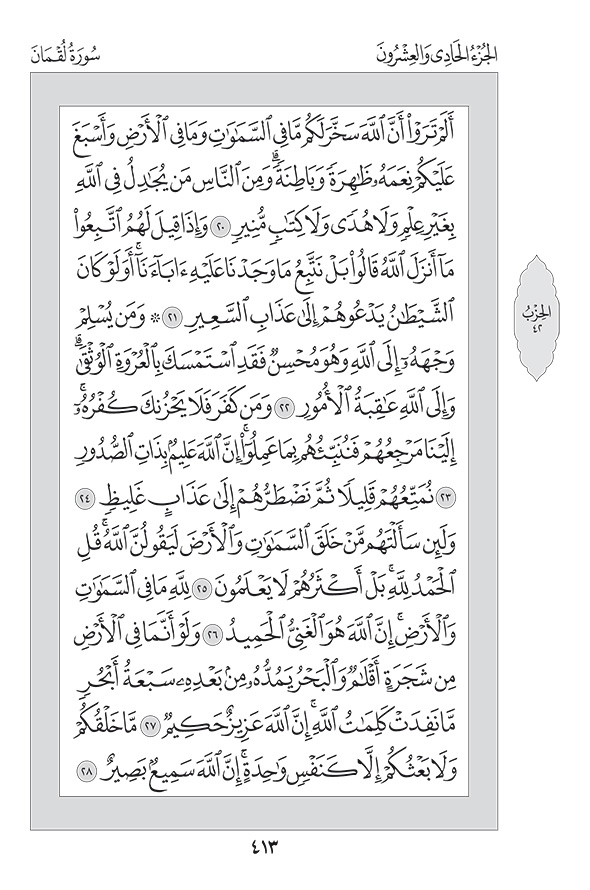 الجُزْءُ الحَادِي وَالعِشْرُونَ
سُورَةُ لُقْمَانَ
أَلَمْ تَرَوْا۟ أَنَّ ٱللَّهَ سَخَّرَ لَكُم مَّا فِى ٱلسَّمَٰوَٰتِ وَمَا فِى ٱلْأَرْضِ وَأَسْبَغَ
عَلَيْكُمْ نِعَمَهُۥ ظَٰهِرَةً وَبَاطِنَةً ۗ وَمِنَ ٱلنَّاسِ مَن يُجَٰدِلُ فِى ٱللَّهِ
بِغَيْرِ عِلْمٍ وَلَا هُدًى وَلَا كِتَٰبٍ مُّنِيرٍ ٢٠ وَإِذَا قِيلَ لَهُمُ ٱتَّبِعُوا۟
مَآ أَنزَلَ ٱللَّهُ قَالُوا۟ بَلْ نَتَّبِعُ مَا وَجَدْنَا عَلَيْهِ ءَابَآءَنَآ ۚ أَوَلَوْ كَانَ
ٱلشَّيْطَٰنُ يَدْعُوهُمْ إِلَىٰ عَذَابِ ٱلسَّعِيرِ ٢١ ۞ وَمَن يُسْلِمْ
وَجْهَهُۥٓ إِلَى ٱللَّهِ وَهُوَ مُحْسِنٌ فَقَدِ ٱسْتَمْسَكَ بِٱلْعُرْوَةِ ٱلْوُثْقَىٰ ۗ
وَإِلَى ٱللَّهِ عَٰقِبَةُ ٱلْأُمُورِ ٢٢ وَمَن كَفَرَ فَلَا يَحْزُنكَ كُفْرُهُۥٓ ۚ
إِلَيْنَا مَرْجِعُهُمْ فَنُنَبِّئُهُم بِمَا عَمِلُوٓا۟ ۚ إِنَّ ٱللَّهَ عَلِيمٌۢ بِذَاتِ ٱلصُّدُورِ
٢٣ نُمَتِّعُهُمْ قَلِيلًا ثُمَّ نَضْطَرُّهُمْ إِلَىٰ عَذَابٍ غَلِيظٍ ٢٤
وَلَئِن سَأَلْتَهُم مَّنْ خَلَقَ ٱلسَّمَٰوَٰتِ وَٱلْأَرْضَ لَيَقُولُنَّ ٱللَّهُ ۚ قُلِ
ٱلْحَمْدُ لِلَّهِ ۚ بَلْ أَكْثَرُهُمْ لَا يَعْلَمُونَ ٢٥ لِلَّهِ مَا فِى ٱلسَّمَٰوَٰتِ
وَٱلْأَرْضِ ۚ إِنَّ ٱللَّهَ هُوَ ٱلْغَنِىُّ ٱلْحَمِيدُ ٢٦ وَلَوْ أَنَّمَا فِى ٱلْأَرْضِ
مِن شَجَرَةٍ أَقْلَٰمٌ وَٱلْبَحْرُ يَمُدُّهُۥ مِنۢ بَعْدِهِۦ سَبْعَةُ أَبْحُرٍ
مَّا نَفِدَتْ كَلِمَٰتُ ٱللَّهِ ۗ إِنَّ ٱللَّهَ عَزِيزٌ حَكِيمٌ ٢٧ مَّا خَلْقُكُمْ
وَلَا بَعْثُكُمْ إِلَّا كَنَفْسٍ وَٰحِدَةٍ ۗ إِنَّ ٱللَّهَ سَمِيعٌۢ بَصِيرٌ ٢٨
الحِزْبُ
٤٢
٤١٣